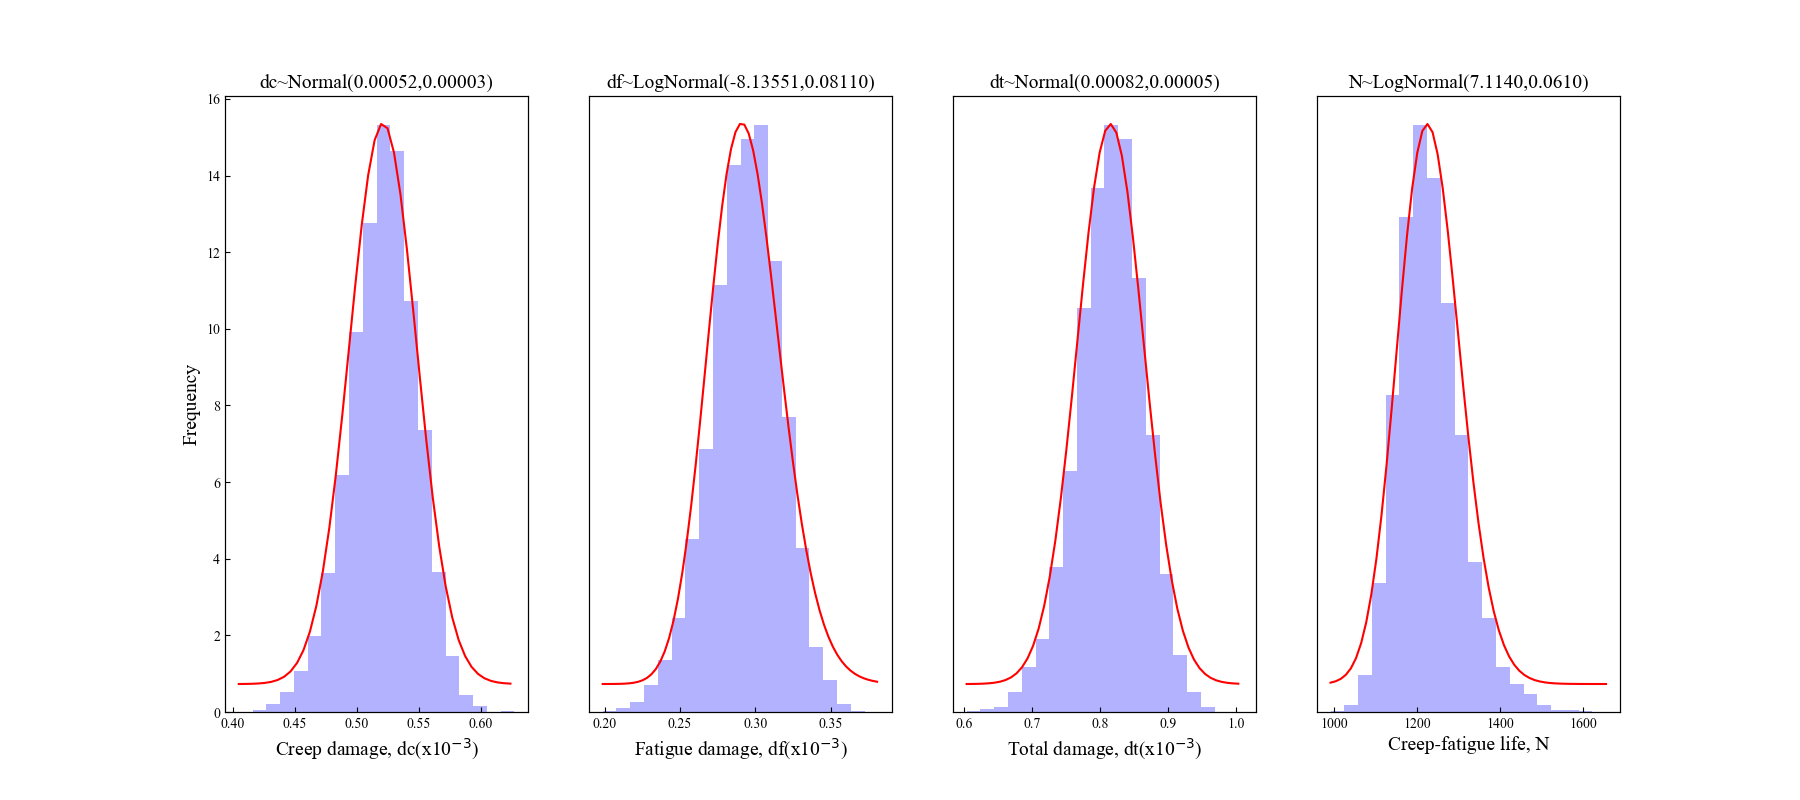 dc~Normal(0.00052,0.00003)
df~LogNormal(-8.13551,0.08110)
dt~Normal(0.00082,0.00005)
N~LogNormal(7.1140,0.0610)
Frequency
16
14
12
10
8
6
4
2
0
0.40 0.45 0.50 0.55 0.60
0.20 0.25 0.30 0.35
0.6 0.7 0.8 0.9 1.0
1000 1200 1400 1600
Creep damage, dc(x10⁻³)
Fatigue damage, df(x10⁻³)
Total damage, dt(x10⁻³)
Creep-fatigue life, N